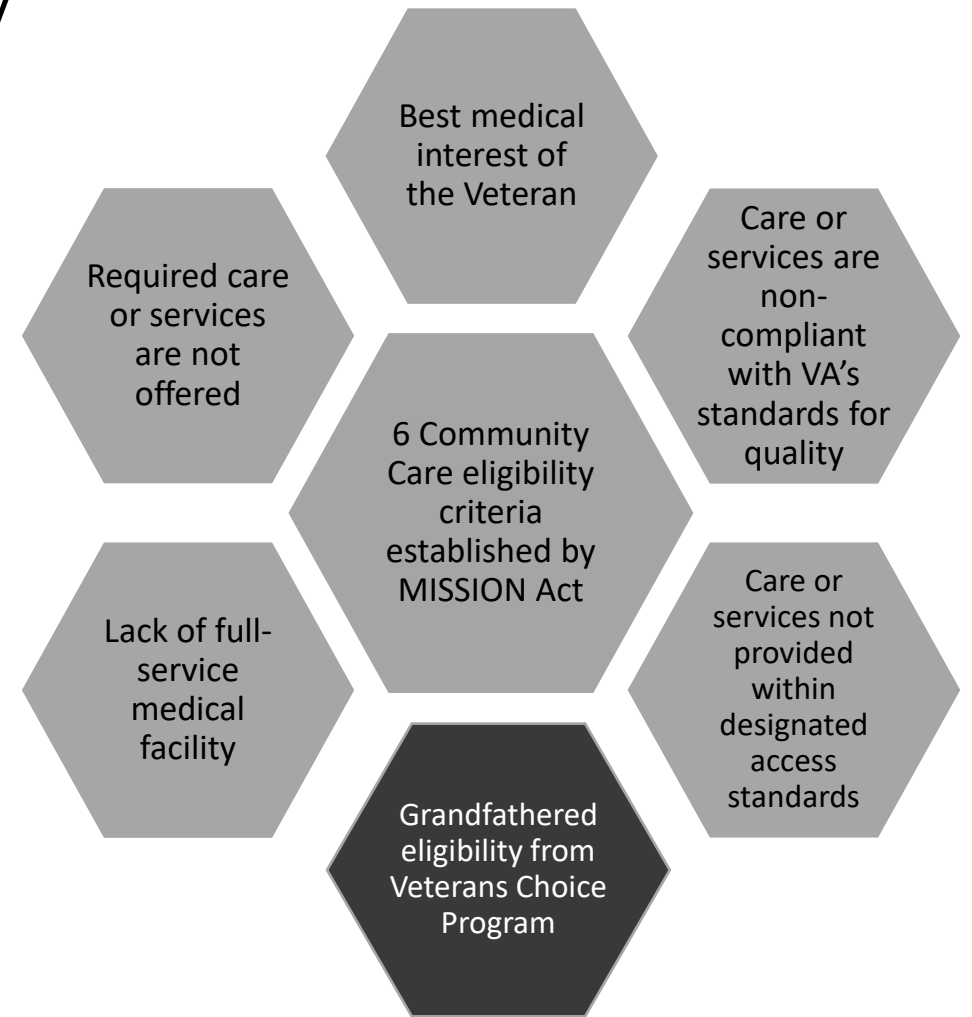 Best medical
interest of
the Veteran
Required care
or services
are not
offered
Care or
services are
non-
compliant
with VA’s
standards for
quality
6 Community
Care eligibility
criteria
established by
MISSION Act
Lack of full-
service
medical
facility
Care or
services not
provided
within
designated
access
standards
Grandfathered
eligibility from
Veterans Choice
Program